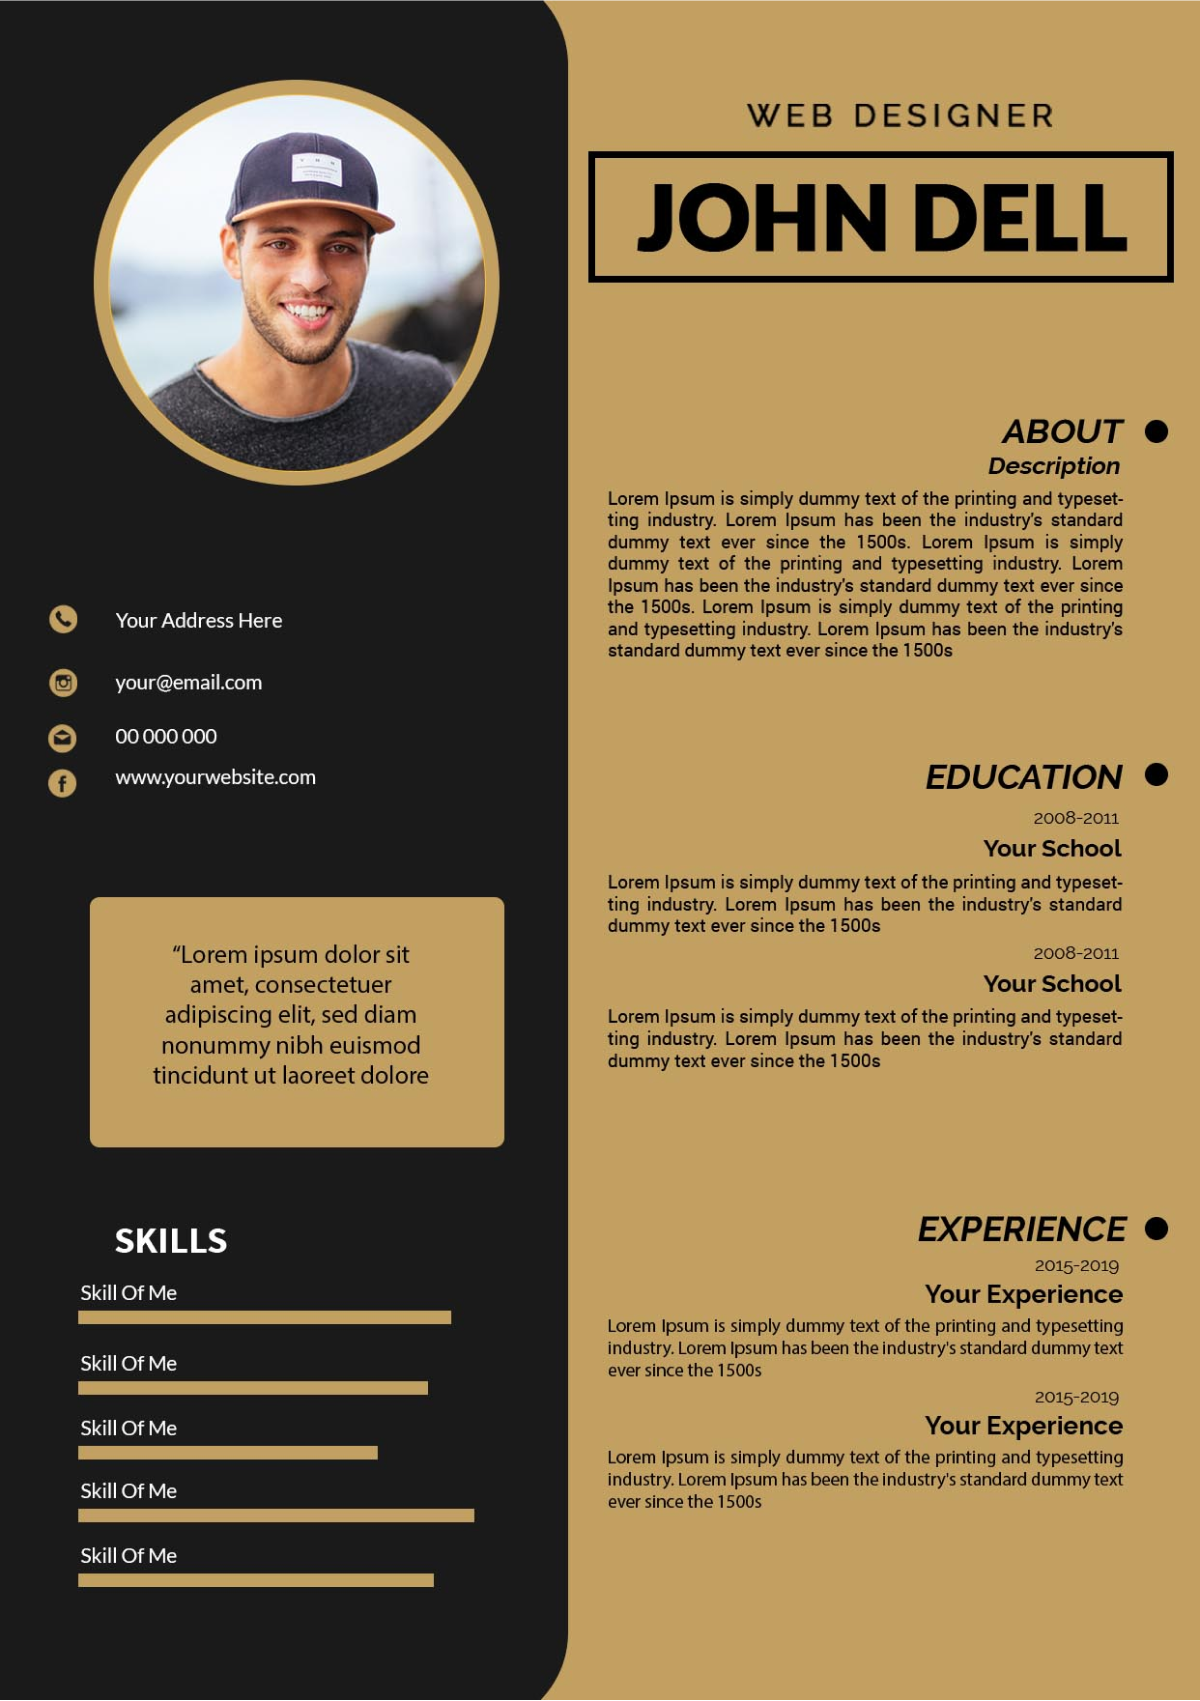 WEB DESIGNER
JOHN DELL
Your Address Here
your@email.com
00 000 000
www.yourwebsite.com
“Lorem ipsum dolor sit
amet, consectetuer
adipiscing elit, sed diam
nonummy nibh euismod
tincidunt ut laoreet dolore
SKILLS
Skill Of Me
Skill Of Me
Skill Of Me
Skill Of Me
Skill Of Me
ABOUT
Description
Lorem Ipsum is simply dummy text of the printing and typeset-
ting industry. Lorem Ipsum has been the industry's standard
dummy text ever since the 1500s. Lorem Ipsum is simply
dummy text of the printing and typesetting industry. Lorem
Ipsum has been the industry's standard dummy text ever since
the 1500s. Lorem Ipsum is simply dummy text of the printing
and typesetting industry. Lorem Ipsum has been the industry's
standard dummy text ever since the 1500s
EDUCATION
2008-2011
Your School
Lorem Ipsum is simply dummy text of the printing and typeset-
ting industry. Lorem Ipsum has been the industry's standard
dummy text ever since the 1500s
2008-2011
Your School
Lorem Ipsum is simply dummy text of the printing and typeset-
ting industry. Lorem Ipsum has been the industry's standard
dummy text ever since the 1500s
EXPERIENCE
2015-2019
Your Experience
Lorem Ipsum is simply dummy text of the printing and typesetting
industry. Lorem Ipsum has been the industry's standard dummy text
ever since the 1500s
2015-2019
Your Experience
Lorem Ipsum is simply dummy text of the printing and typesetting
industry. Lorem Ipsum has been the industry's standard dummy text
ever since the 1500s